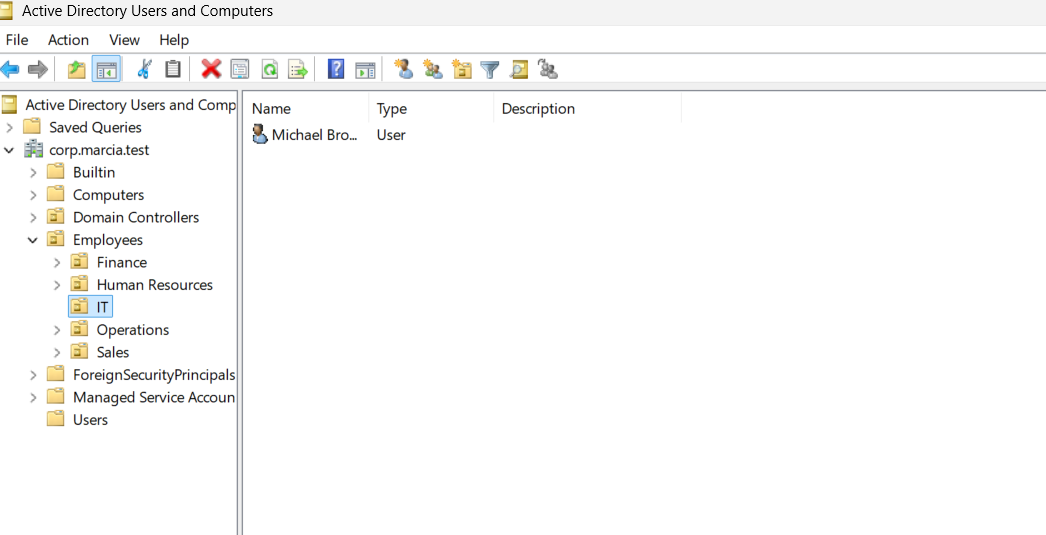 Active Directory Users and Computers
File Action View Help
Active Directory Users and Comp
Saved Queries
corp.marcia.test
Builtin
Computers
Domain Controllers
Employees
Finance
Human Resources
IT
Operations
Sales
ForeignSecurityPrincipals
Managed Service Accoun
Users
Name Type Description
Michael Bro... User